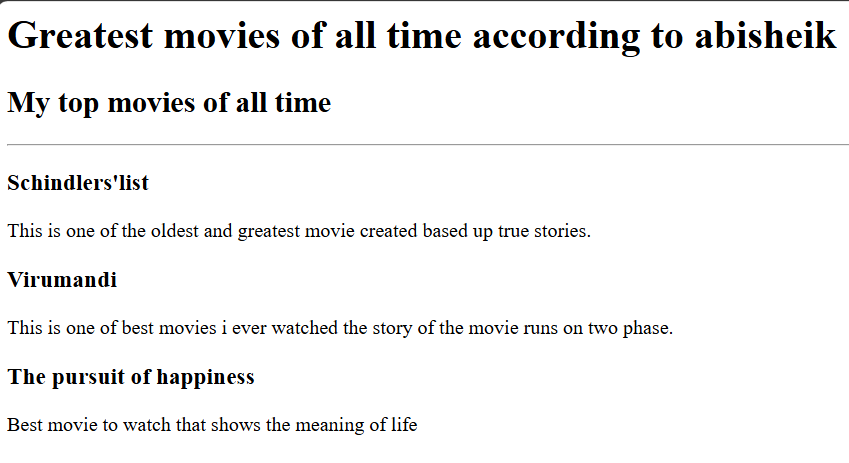 Greatest movies of all time according to abisheik
My top movies of all time
Schindlers'list
This is one of the oldest and greatest movie created based up true stories.
Virumandi
This is one of best movies i ever watched the story of the movie runs on two phase.
The pursuit of happiness
Best movie to watch that shows the meaning of life